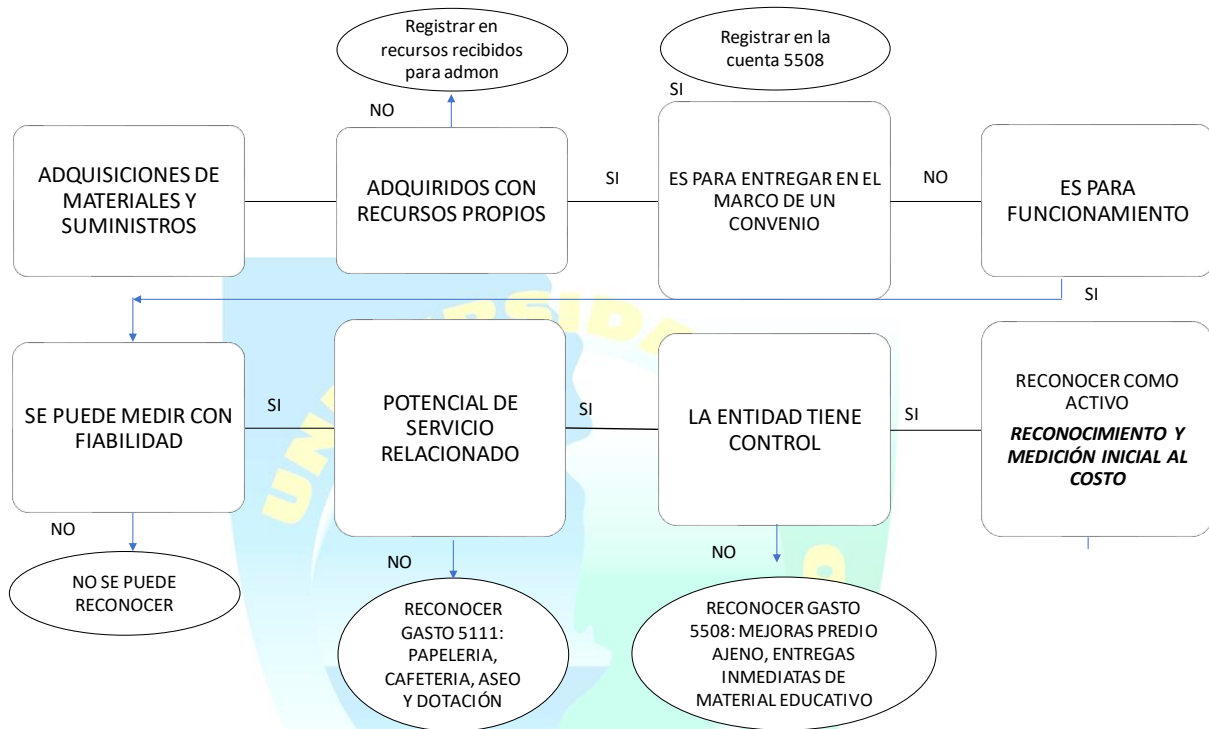 Registrar en
recursos recibidos
para admon
Registrar en la
cuenta 5508
NO
SI
ADQUISICIONES DE
MATERIALES Y
SUMINISTROS
ADQUIRIDOS CON
RECURSOS PROPIOS
SI
ES PARA ENTREGAR EN EL
MARCO DE UN
CONVENIO
NO
ES PARA
FUNCIONAMIENTO
SI
SE PUEDE MEDIR CON
FIABILIDAD
SI
POTENCIAL DE
SERVICIO
RELACIONADO
SI
LA ENTIDAD TIENE
CONTROL
SI
RECONOCER COMO
ACTIVO
RECONOCIMIENTO Y
MEDICIÓN INICIAL AL
COSTO
NO
NO
NO
NO SE PUEDE
RECONOCER
RECONOCER
GASTO 5111:
PAPELERIA,
CAFETERIA, ASEO
Y DOTACIÓN
RECONOCER GASTO
5508: MEJORAS PREDIO
AJENO, ENTREGAS
INMEDIATAS DE
MATERIAL EDUCATIVO